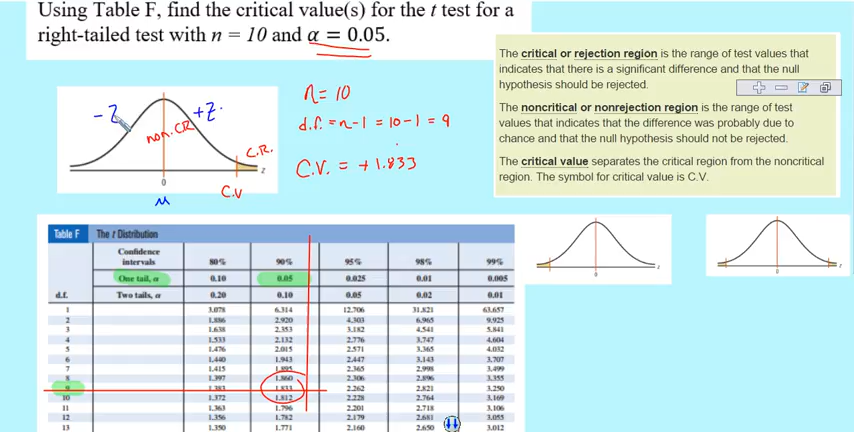 Using Table F, find the critical value(s) for the t test for a
right-tailed test with n = 10 and α = 0.05.
The critical or rejection region is the range of test values that
indicates that there is a significant difference and that the null
hypothesis should be rejected.
The noncritical or nonrejection region is the range of test
values that indicates that the difference was probably due to
chance and that the null hypothesis should not be rejected.
The critical value separates the critical region from the noncritical
region. The symbol for critical value is C.V.
-Z
+Z
non. CR
C.R.
0
z
μ
C.V
n = 10
d.f. = n-1 = 10-1 = 9
C.V. = +1.833
0
z
0
z
Table F The t Distribution
Confidence
intervals 80% 90% 95% 98% 99%
One tail, α 0.10 0.05 0.025 0.01 0.005
d.f. Two tails, α 0.20 0.10 0.05 0.02 0.01
1 3.078 6.314 12.706 31.821 63.657
2 1.886 2.920 4.303 6.965 9.925
3 1.638 2.353 3.182 4.541 5.841
4 1.533 2.132 2.776 3.747 4.604
5 1.476 2.015 2.571 3.365 4.032
6 1.440 1.943 2.447 3.143 3.707
7 1.415 1.895 2.365 2.998 3.499
8 1.397 1.860 2.306 2.896 3.355
9 1.383 1.833 2.262 2.821 3.250
10 1.372 1.812 2.228 2.764 3.169
11 1.363 1.796 2.201 2.718 3.106
12 1.356 1.782 2.179 2.681 3.055
13 1.350 1.771 2.160 2.650 3.012